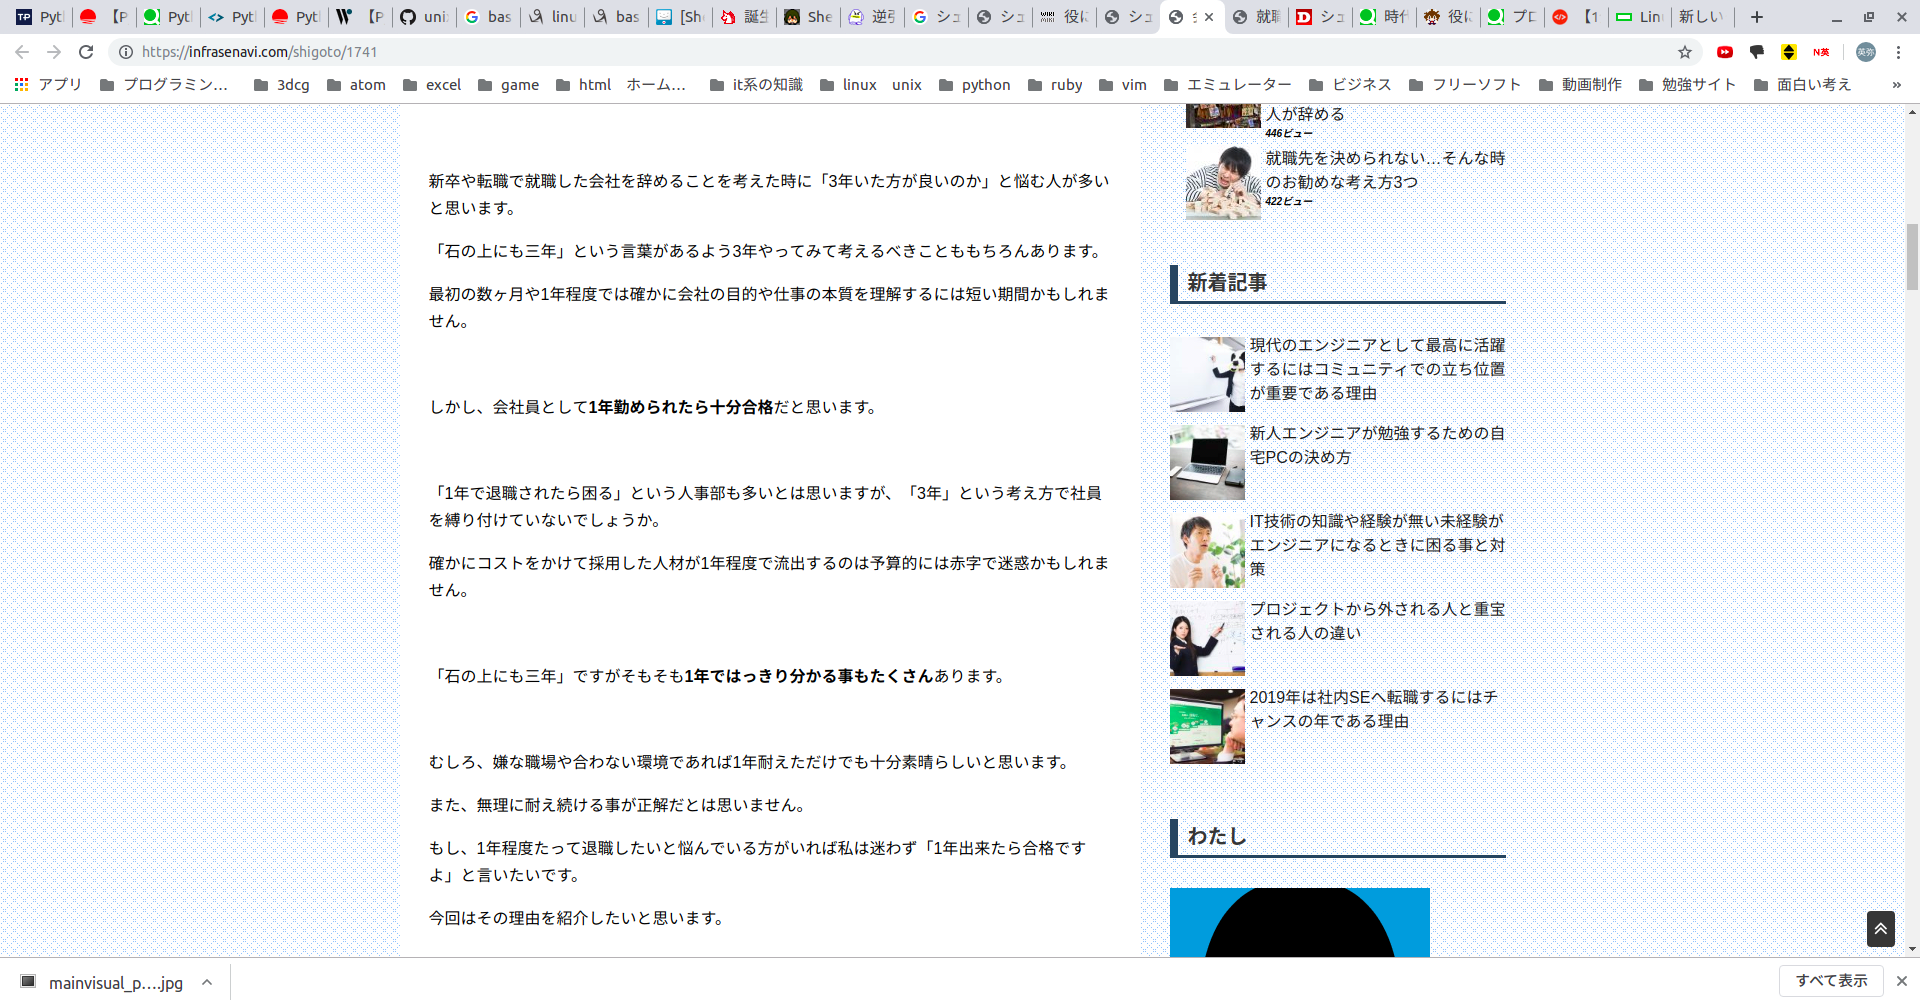 Pytl
【P
Pytl
Pytl
Pytl
【P
unix
bas
linu
bas
[She
誕生
She
逆引
シェ
シェ
役に
シェ
就職
シェ
時代
役に
プロ
【1
Linu
新しい
https://infrasenavi.com/shigoto/1741
N英
英弥
アプリ
プログラミン…
3dcg
atom
excel
game
html
ホーム…
it系の知識
linux
unix
python
ruby
vim
エミュレーター
ビジネス
フリーソフト
動画制作
勉強サイト
面白い考え
»
新卒や転職で就職した会社を辞めることを考えた時に「3年いた方が良いのか」と悩む人が多い
と思います。
「石の上にも三年」という言葉があるよう3年やってみて考えるべきことももちろんあります。
最初の数ヶ月や1年程度では確かに会社の目的や仕事の本質を理解するには短い期間かもしれま
せん。
しかし、会社員として1年勤められたら十分合格だと思います。
「1年で退職されたら困る」という人事部も多いとは思いますが、「3年」という考え方で社員
を縛り付けていないでしょうか。
確かにコストをかけて採用した人材が1年程度で流出するのは予算的には赤字で迷惑かもしれま
せん。
「石の上にも三年」ですがそもそも1年ではっきり分かる事もたくさんあります。
むしろ、嫌な職場や合わない環境であれば1年耐えただけでも十分素晴らしいと思います。
また、無理に耐え続ける事が正解だとは思いません。
もし、1年程度たって退職したいと悩んでいる方がいれば私は迷わず「1年出来たら合格です
よ」と言いたいです。
今回はその理由を紹介したいと思います。
人が辞める
446ビュー
就職先を決められない…そんな時
のお勧めな考え方3つ
422ビュー
新着記事
現代のエンジニアとして最高に活躍
するにはコミュニティでの立ち位置
が重要である理由
新人エンジニアが勉強するための自
宅PCの決め方
IT技術の知識や経験が無い未経験が
エンジニアになるときに困る事と対
策
プロジェクトから外される人と重宝
される人の違い
2019年は社内SEへ転職するにはチ
ャンスの年である理由
わたし
mainvisual_p….jpg
すべて表示